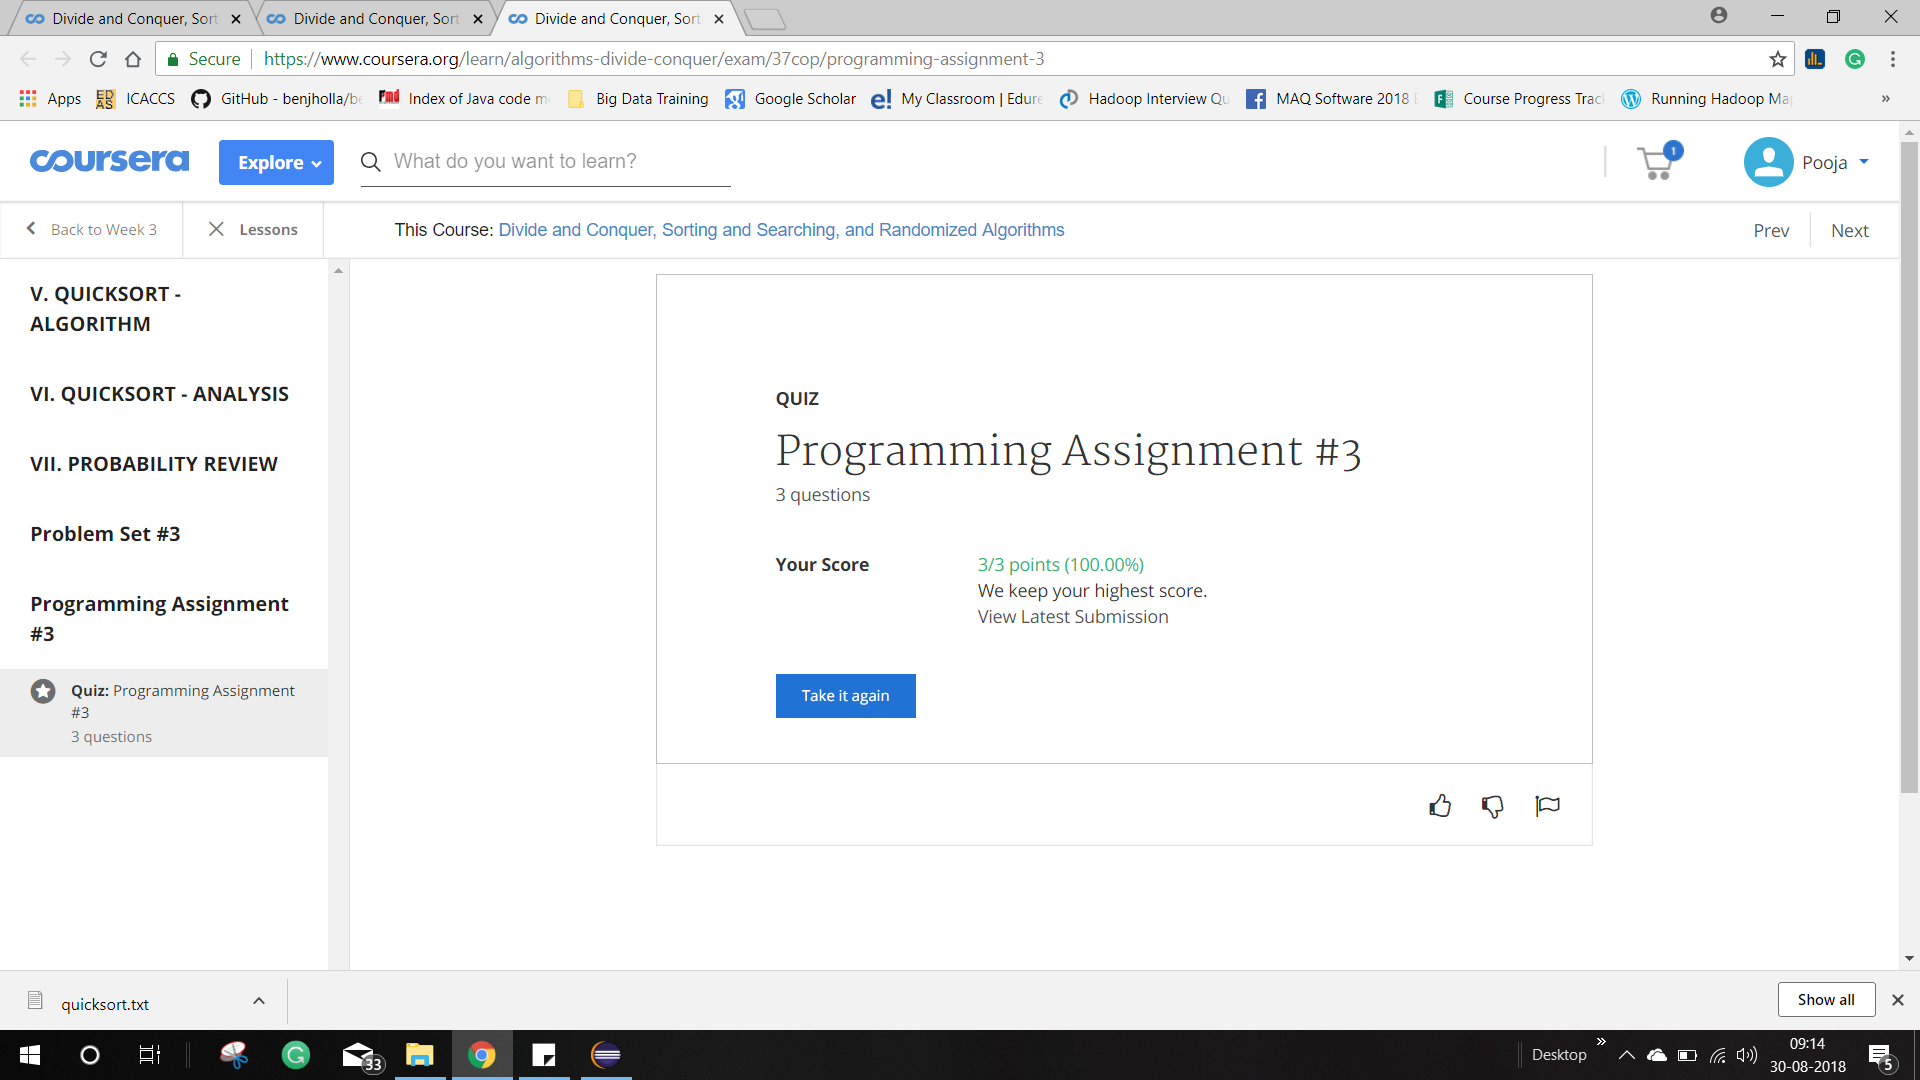 Divide and Conquer, Sort
Divide and Conquer, Sort
Divide and Conquer, Sort
Secure
https://www.coursera.org/learn/algorithms-divide-conquer/exam/37cop/programming-assignment-3
Apps
ED
AS
ICACCS
GitHub - benjholla/be
Fmd
Index of Java code m
Big Data Training
Google Scholar
e!
My Classroom | Edure
Hadoop Interview Qu
MAQ Software 2018
Course Progress Trac
Running Hadoop Ma
»
coursera
Explore
What do you want to learn?
1
Pooja
Back to Week 3
Lessons
This Course: Divide and Conquer, Sorting and Searching, and Randomized Algorithms
Prev
Next
V. QUICKSORT -
ALGORITHM
VI. QUICKSORT - ANALYSIS
VII. PROBABILITY REVIEW
Problem Set #3
Programming Assignment
#3
Quiz: Programming Assignment
#3
3 questions
QUIZ
Programming Assignment #3
3 questions
Your Score
3/3 points (100.00%)
We keep your highest score.
View Latest Submission
Take it again
quicksort.txt
Show all
33
Desktop
»
09:14
30-08-2018
5